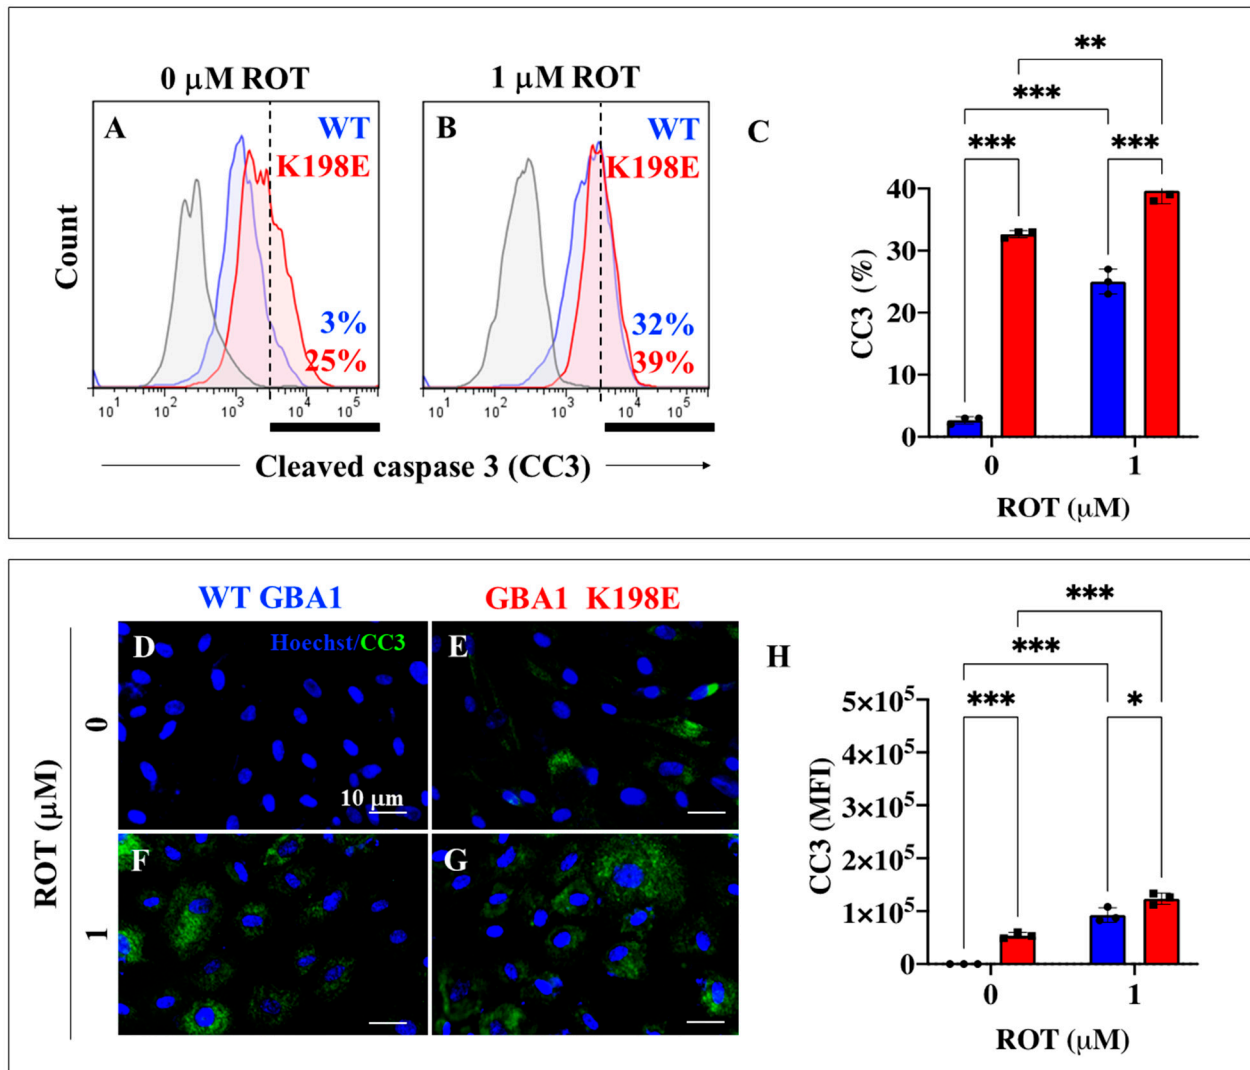 0 μM ROT
1 μM ROT
A
WT
K198E
3%
25%
B
WT
K198E
32%
39%
Count
10¹ 10² 10³ 10⁴ 10⁵
10¹ 10² 10³ 10⁴ 10⁵
Cleaved caspase 3 (CC3)
C
**
***
***
***
40
30
20
10
0
CC3 (%)
0 1
ROT (μM)
WT GBA1
GBA1 K198E
D
Hoechst/CC3
10 μm
E
F
G
ROT (μM)
0
1
H
***
***
***
*
5×10⁵
4×10⁵
3×10⁵
2×10⁵
1×10⁵
0
CC3 (MFI)
0 1
ROT (μM)